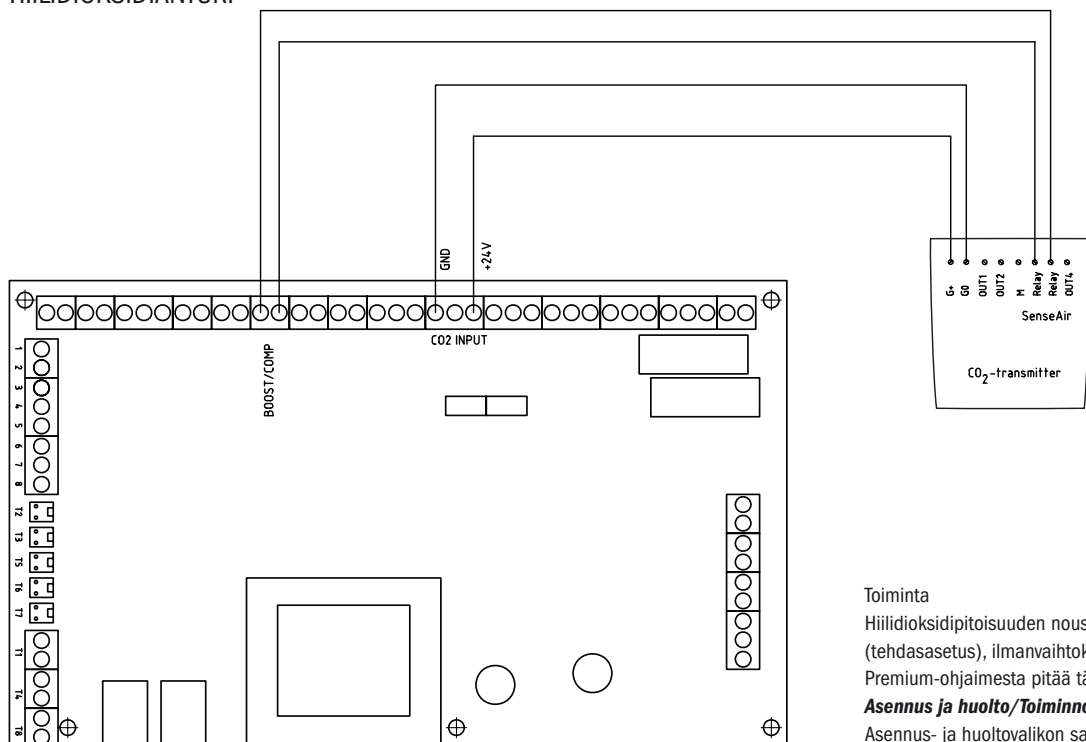 HIILIDIOKSIDIANTURI
GND
+24V
BOOST/COMP
CO2 INPUT
G+
G0
OUT1
OUT2
M
Relay
Relay
OUT4
SenseAir
CO2-transmitter
1
2
3
4
5
6
7
8
T2
T3
T5
T6
T7
T1
T4
T8
Toiminta
Hiilidioksidipitoisuuden nous
(tehdasasetus), ilmanvaihtok
Premium-ohjaimesta pitää tä
Asennus ja huolto/Toiminno
Asennus- ja huoltovalikon sa